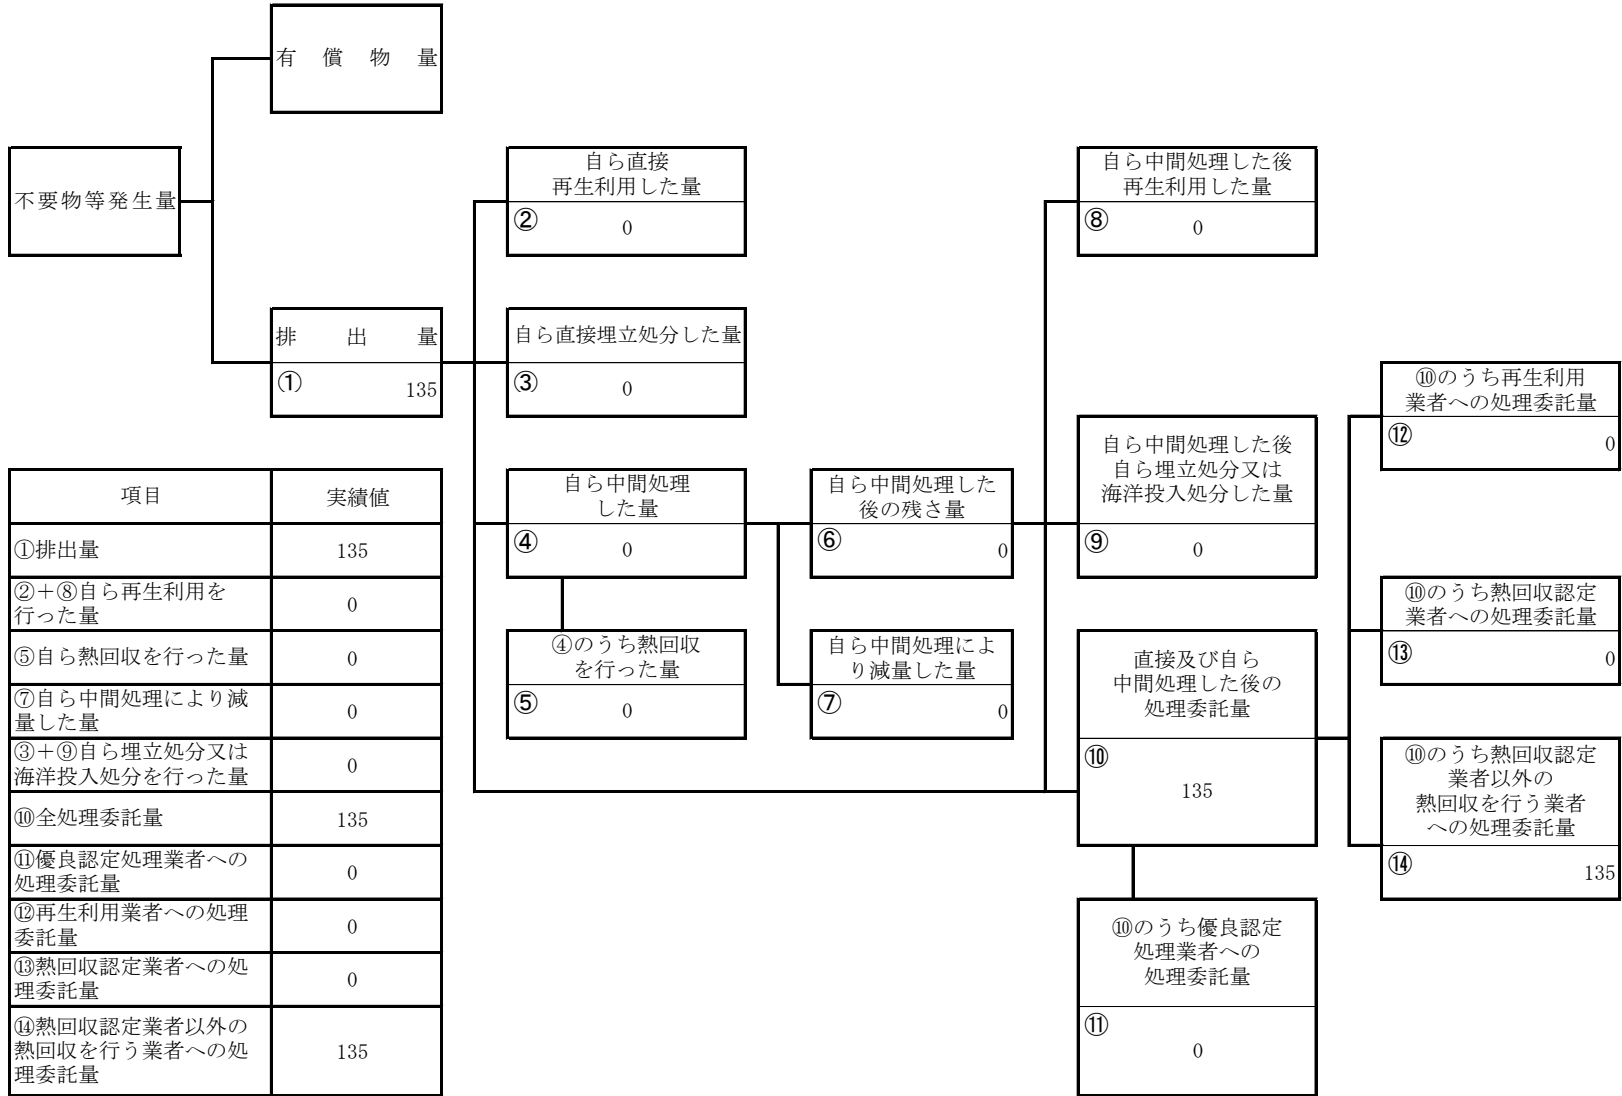 有償物量
不要物等発生量
排出量
①
135
自ら直接
再生利用した量
②
0
自ら直接埋立処分した量
③
0
自ら中間処理
した量
④
0
④のうち熱回収
を行った量
⑤
0
自ら中間処理した
後の残さ量
⑥
0
自ら中間処理によ
り減量した量
⑦
0
自ら中間処理した後
再生利用した量
⑧
0
自ら中間処理した後
自ら埋立処分又は
海洋投入処分した量
⑨
0
直接及び自ら
中間処理した後の
処理委託量
⑩
135
⑩のうち優良認定
処理業者への
処理委託量
⑪
0
⑩のうち再生利用
業者への処理委託量
⑫
0
⑩のうち熱回収認定
業者への処理委託量
⑬
0
⑩のうち熱回収認定
業者以外の
熱回収を行う業者
への処理委託量
⑭
135
項目 実績値
①排出量 135
②+⑧自ら再生利用を
行った量
0
⑤自ら熱回収を行った量 0
⑦自ら中間処理により減
量した量
0
③+⑨自ら埋立処分又は
海洋投入処分を行った量
0
⑩全処理委託量 135
⑪優良認定処理業者への
処理委託量
0
⑫再生利用業者への処理
委託量
0
⑬熱回収認定業者への処
理委託量
0
⑭熱回収認定業者以外の
熱回収を行う業者への処
理委託量
135